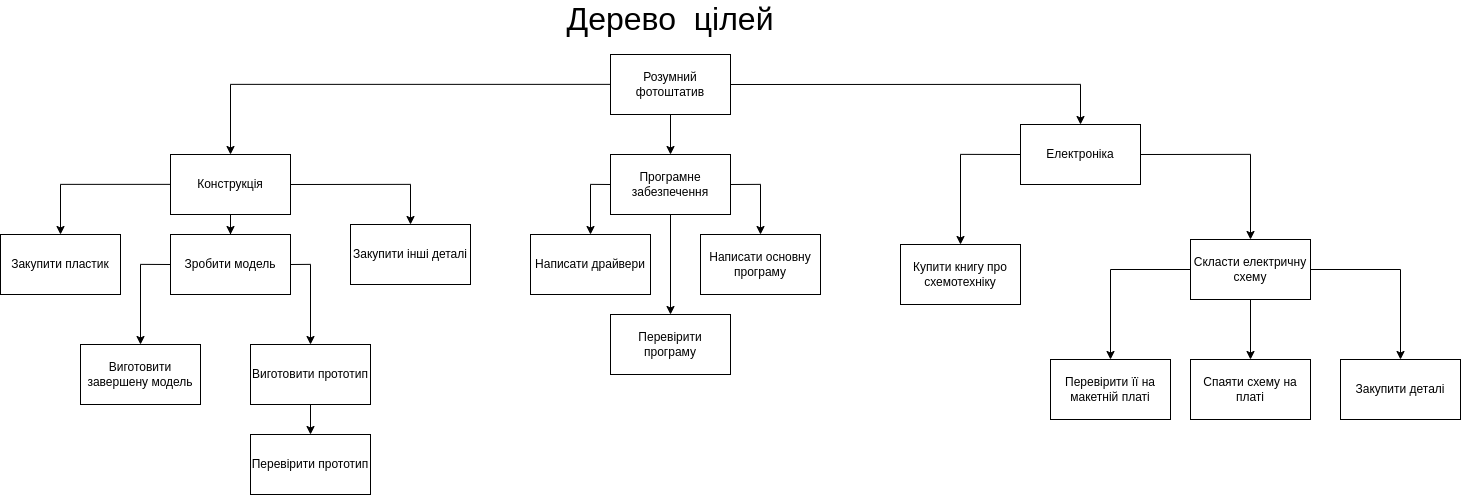 Дерево цілей
Розумний
фотоштатив
Електроніка
Конструкція
Програмне
забезпечення
Закупити пластик
Зробити модель
Закупити інші деталі
Написати драйвери
Написати основну
програму
Купити книгу про
схемотехніку
Скласти електричну
схему
Перевірити
програму
Виготовити
завершену модель
Виготовити прототип
Перевірити її на
макетній платі
Спаяти схему на
платі
Закупити деталі
Перевірити прототип